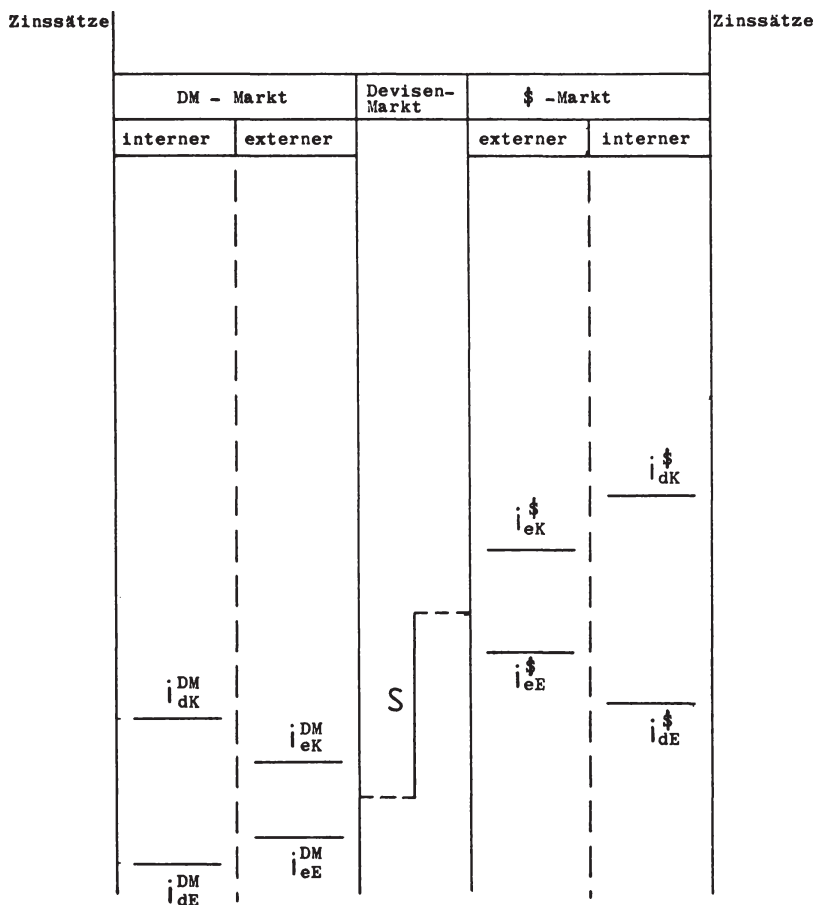 Zinssätze Zinssätze
DM - Markt Devisen-Markt $ -Markt
interner externer externer interner
i$dK
i$eK
i$eE
iDMdK S i$dE
iDMeK
iDMeE
iDMdE